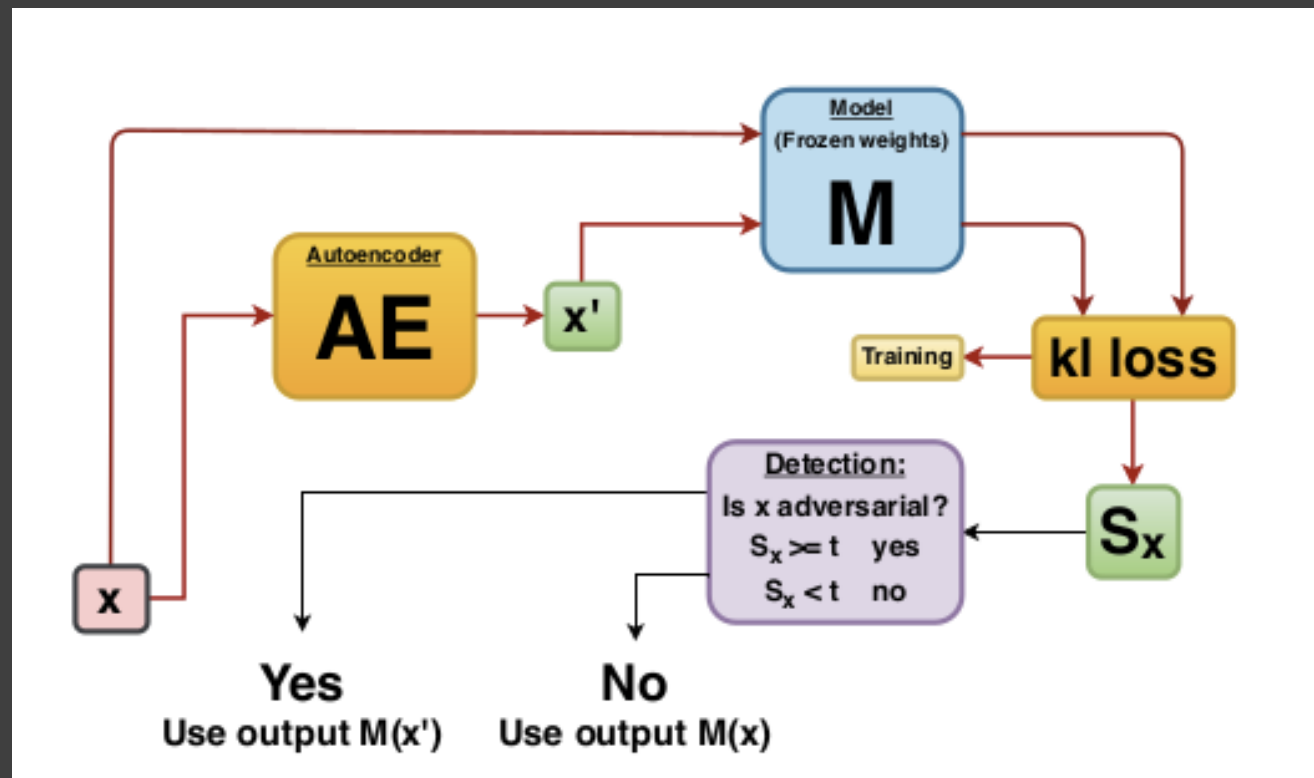 Model
(Frozen weights)
M
Autoencoder
AE
x'
Training
kl loss
Detection:
Is x adversarial?
Sx >= t yes
Sx < t no
Sx
x
Yes
Use output M(x')
No
Use output M(x)